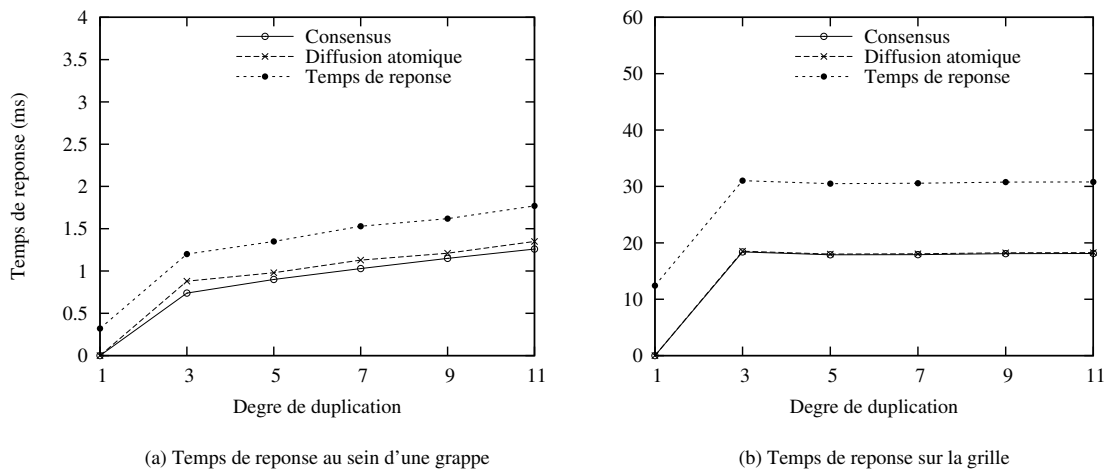 4
3.5
3
2.5
2
1.5
1
0.5
0
Temps de reponse (ms)
Consensus
Diffusion atomique
Temps de reponse
1 3 5 7 9 11
Degre de duplication
(a) Temps de reponse au sein d'une grappe
60
50
40
30
20
10
0
Consensus
Diffusion atomique
Temps de reponse
1 3 5 7 9 11
Degre de duplication
(b) Temps de reponse sur la grille